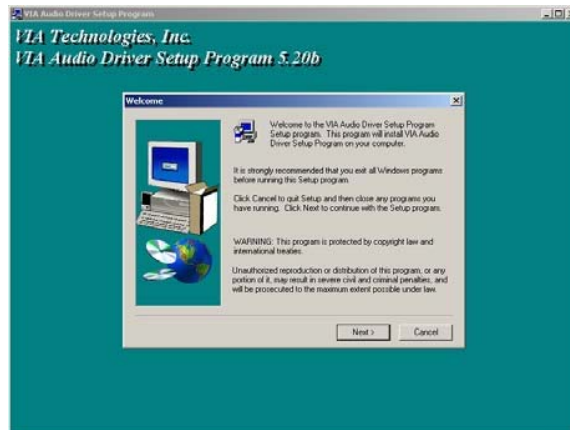 VIA Audio Driver Setup Program
VIA Technologies, Inc.
VIA Audio Driver Setup Program 5.20b
Welcome
Welcome to the VIA Audio Driver Setup Program
Setup program. This program will install VIA Audio
Driver Setup Program on your computer.
It is strongly recommended that you exit all Windows programs
before running this Setup program.
Click Cancel to quit Setup and then close any programs you
have running. Click Next to continue with the Setup program.
WARNING: This program is protected by copyright law and
international treaties.
Unauthorized reproduction or distribution of this program, or any
portion of it, may result in severe civil and criminal penalties, and
will be prosecuted to the maximum extent possible under law.
Next >
Cancel